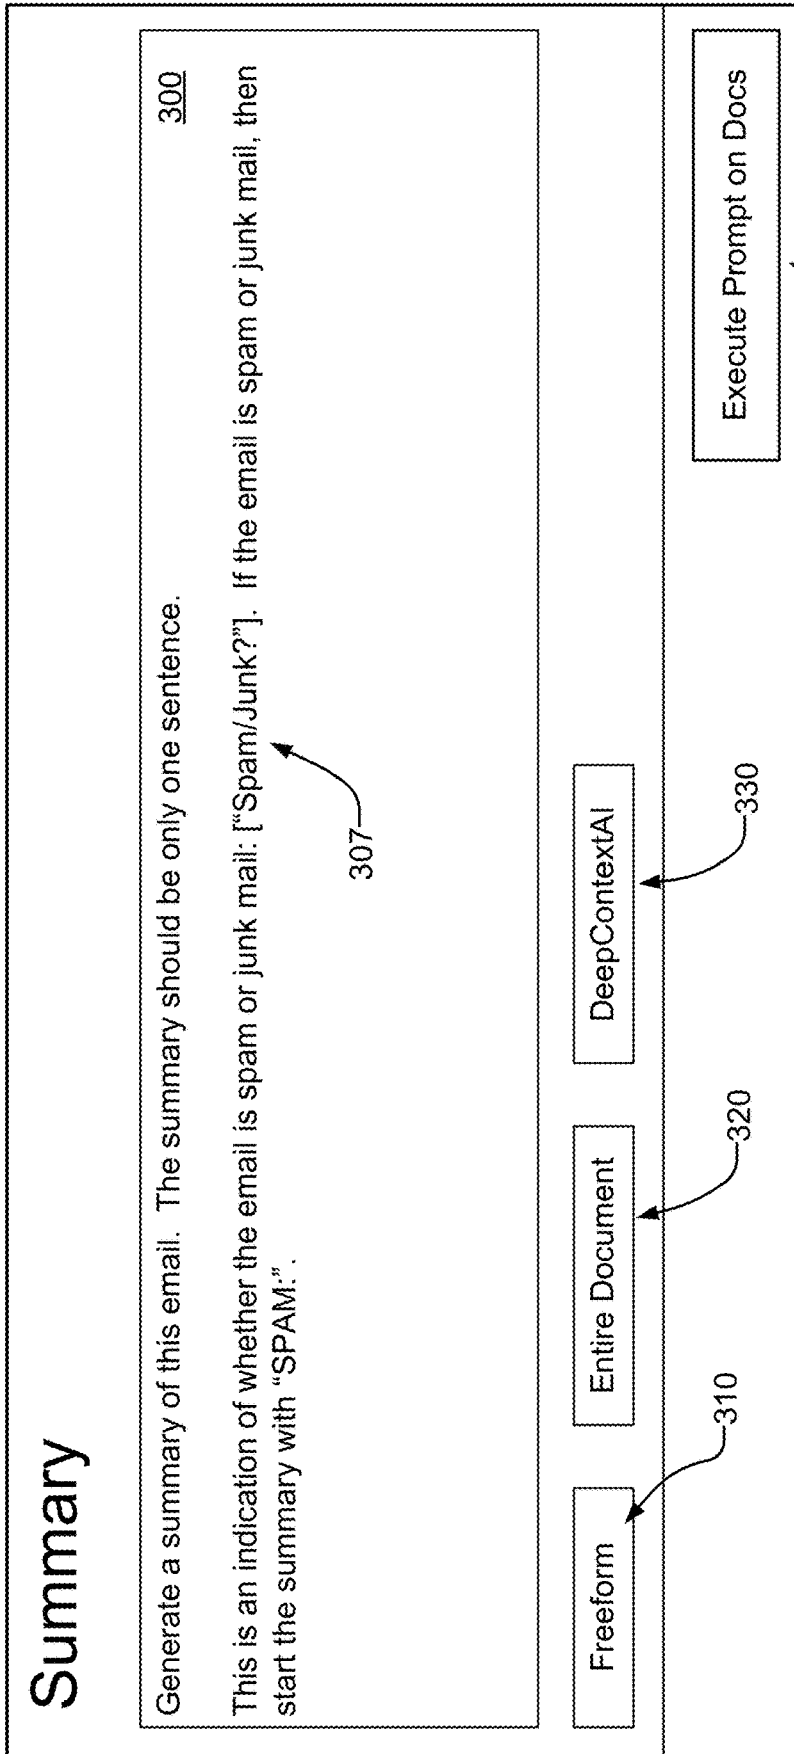 Summary
300
Generate a summary of this email. The summary should be only one sentence.
This is an indication of whether the email is spam or junk mail: [“Spam/Junk?”]. If the email is spam or junk mail, then
start the summary with “SPAM:”.
307
Freeform
Entire Document
DeepContextAI
310
320
330
Execute Prompt on Docs